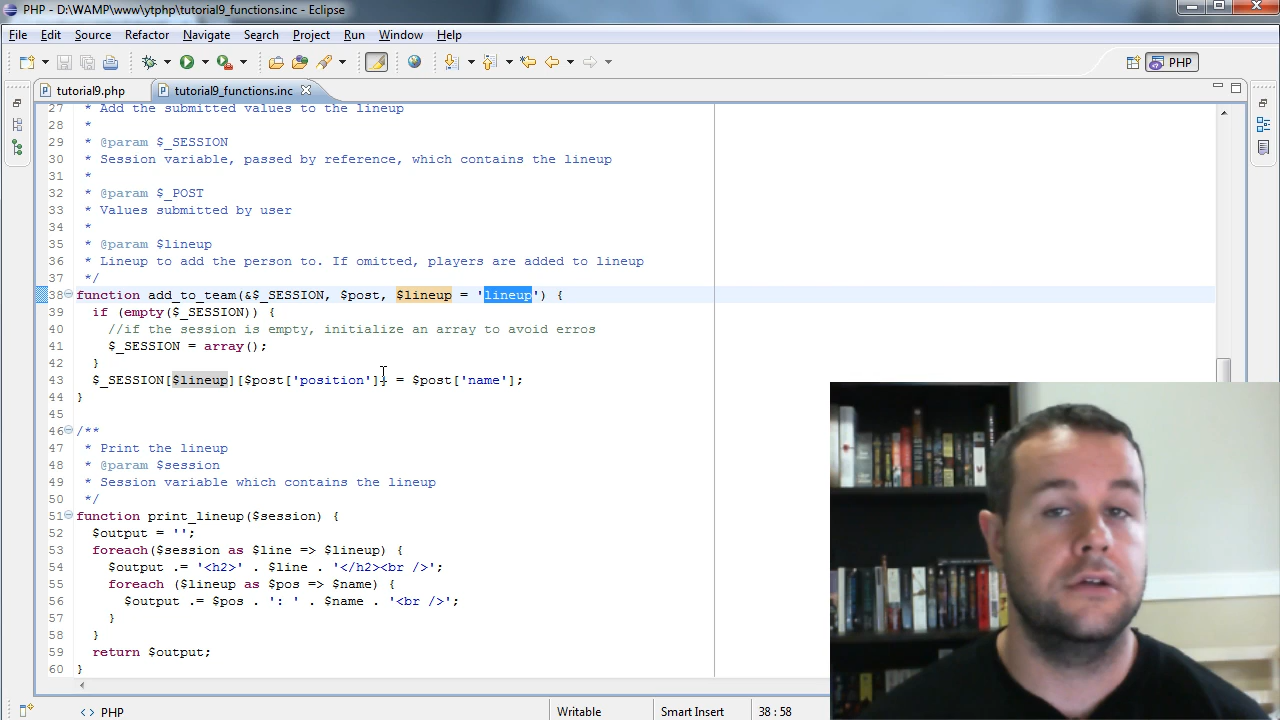 PHP - D:\WAMP\www\ytphp\tutorial9_functions.inc - Eclipse
File Edit Source Refactor Navigate Search Project Run Window Help
PHP
tutorial9.php tutorial9_functions.inc
27 * Add the submitted values to the lineup
28 *
29 * @param $_SESSION
30 * Session variable, passed by reference, which contains the lineup
31 *
32 * @param $_POST
33 * Values submitted by user
34 *
35 * @param $lineup
36 * Lineup to add the person to. If omitted, players are added to lineup
37 */
38 function add_to_team(&$_SESSION, $post, $lineup = 'lineup') {
39 if (empty($_SESSION)) {
40 //if the session is empty, initialize an array to avoid erros
41 $_SESSION = array();
42 }
43 $_SESSION[$lineup][$post['position']] = $post['name'];
44 }
45
46 /**
47 * Print the lineup
48 * @param $session
49 * Session variable which contains the lineup
50 */
51 function print_lineup($session) {
52 $output = '';
53 foreach($session as $line => $lineup) {
54 $output .= '<h2>' . $line . '</h2><br />';
55 foreach ($lineup as $pos => $name) {
56 $output .= $pos . ': ' . $name . '<br />';
57 }
58 }
59 return $output;
60 }
<> PHP Writable Smart Insert 38 : 58